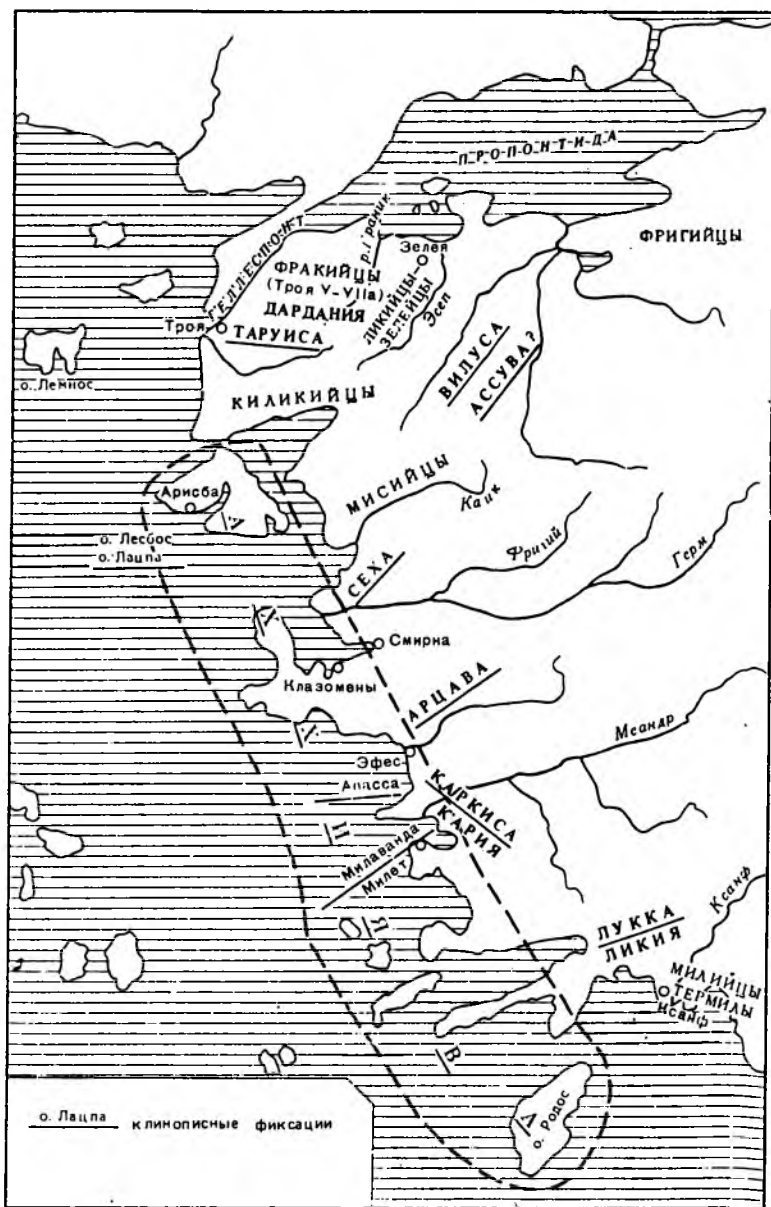 ПРОПОНТИДА
ГЕЛЛЕСПОНТ
р. Граник
Зелея
ФРИГИЙЦЫ
ФРАКИЙЦЫ
(Троя V–VIIa)
ДАРДАНИЯ
ЛИКИЙЦЫ–
ЗЕЛЕЙЦЫ
Эсеп
Троя
ТАРУИСА
ВИЛУСА
АССУВА?
о. Лемнос
КИЛИКИЙЦЫ
МИСИЙЦЫ
Каик
Арисба
А
о. Лесбос
о. Лацпа
Фригий
Герм
СЕХА
Х
Смирна
Клазомены
Х
АРЦАВА
Меандр
Эфес
Апасса
КАРКИСА
КАРИЯ
И
Милаванда
Милет
Я
ЛУККА
ЛИКИЯ
Ксанф
МИЛИЙЦЫ
ТЕРМИЛЫ
Ксанф
В
А
о. Родос
о. Лацпа клинописные фиксации